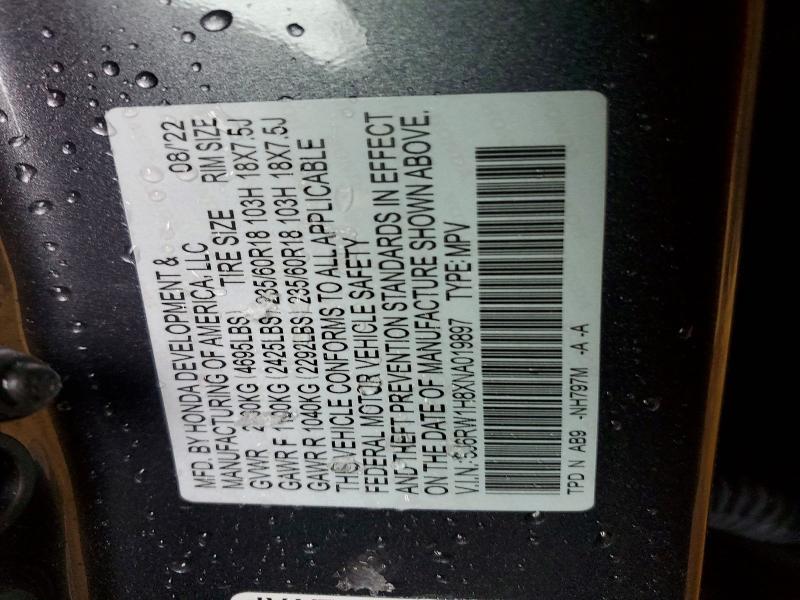 MFD. BY HONDA DEVELOPMENT &
MANUFACTURING OF AMERICA, LLC 08/'22
GVWR (4695LBS) TIRE SIZE RIM SIZE
GAWR F (2425LBS) 235/60R18 103H 18X7.5J
GAWR R 1040KG (2292LBS) 235/60R18 103H 18X7.5J
THIS VEHICLE CONFORMS TO ALL APPLICABLE
FEDERAL MOTOR VEHICLE SAFETY
AND THEFT PREVENTION STANDARDS IN EFFECT
ON THE DATE OF MANUFACTURE SHOWN ABOVE.
V.I.N.: 5J6RW1H8XNA018897 TYPE: MPV
TPD N AB9 -NH797M -A -A